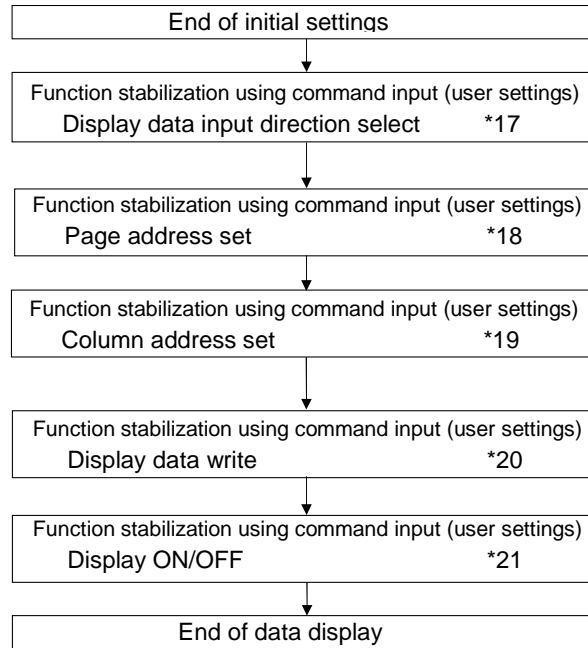 End of initial settings
Function stabilization using command input (user settings)
Display data input direction select *17
Function stabilization using command input (user settings)
Page address set *18
Function stabilization using command input (user settings)
Column address set *19
Function stabilization using command input (user settings)
Display data write *20
Function stabilization using command input (user settings)
Display ON/OFF *21
End of data display